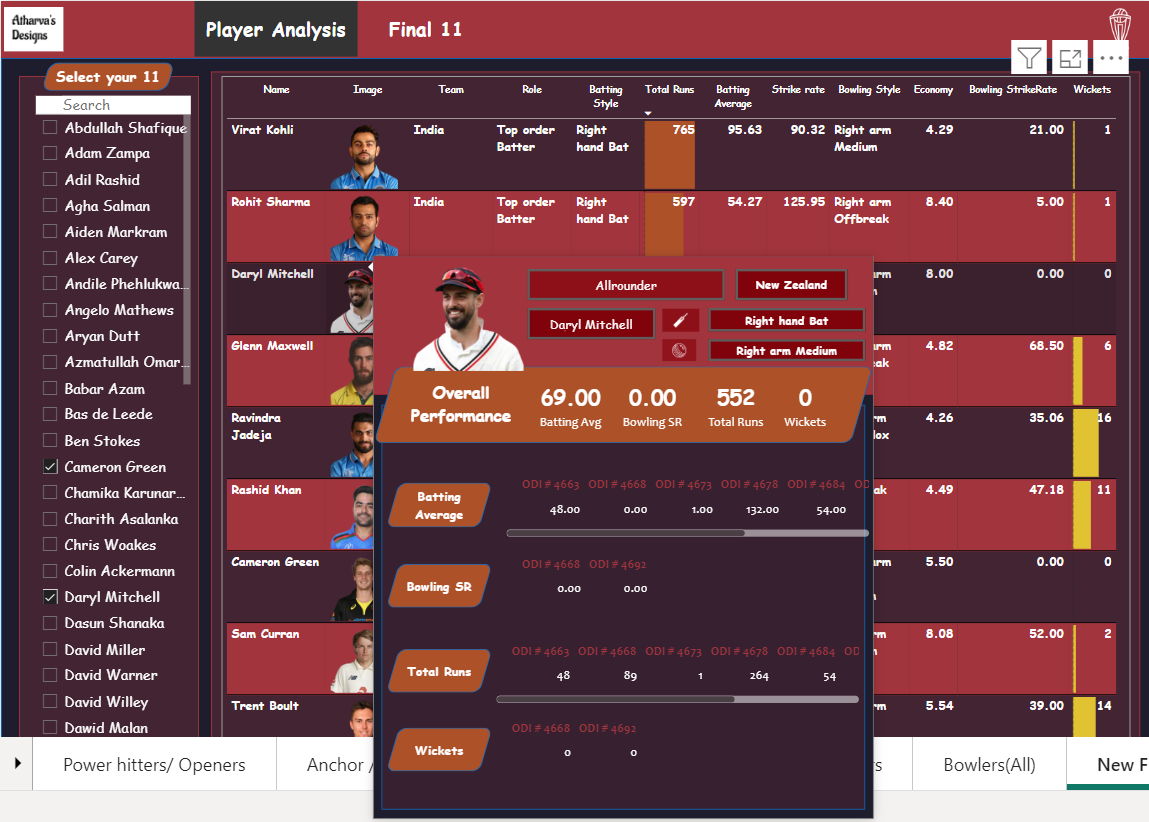 Atharva's
Designs
Player Analysis
Final 11
Select your 11
Search
Abdullah Shafique
Adam Zampa
Adil Rashid
Agha Salman
Aiden Markram
Alex Carey
Andile Phehlukwa...
Angelo Mathews
Aryan Dutt
Azmatullah Omar...
Babar Azam
Bas de Leede
Ben Stokes
Cameron Green
Chamika Karunar...
Charith Asalanka
Chris Woakes
Colin Ackermann
Daryl Mitchell
Dasun Shanaka
David Miller
David Warner
David Willey
Dawid Malan
Name Image Team Role Batting Style Total Runs Batting Average Strike rate Bowling Style Economy Bowling StrikeRate Wickets
Virat Kohli India Top order Batter Right hand Bat 765 95.63 90.32 Right arm Medium 4.29 21.00 1
Rohit Sharma India Top order Batter Right hand Bat 597 54.27 125.95 Right arm Offbreak 8.40 5.00 1
Daryl Mitchell 8.00 0.00 0
Glenn Maxwell 4.82 68.50 6
Ravindra Jadeja 4.26 35.06 16
Rashid Khan 4.49 47.18 11
Cameron Green 5.50 0.00 0
Sam Curran 8.08 52.00 2
Trent Boult 5.54 39.00 14
Allrounder
New Zealand
Daryl Mitchell
Right hand Bat
Right arm Medium
Overall
Performance
69.00 0.00 552 0
Batting Avg Bowling SR Total Runs Wickets
Batting
Average
ODI # 4663 ODI # 4668 ODI # 4673 ODI # 4678 ODI # 4684 OD
48.00 0.00 1.00 132.00 54.00
Bowling SR
ODI # 4668 ODI # 4692
0.00 0.00
Total Runs
ODI # 4663 ODI # 4668 ODI # 4673 ODI # 4678 ODI # 4684 OD
48 89 1 264 54
Wickets
ODI # 4668 ODI # 4692
0 0
Power hitters/ Openers
Anchor /
Bowlers(All)
New F